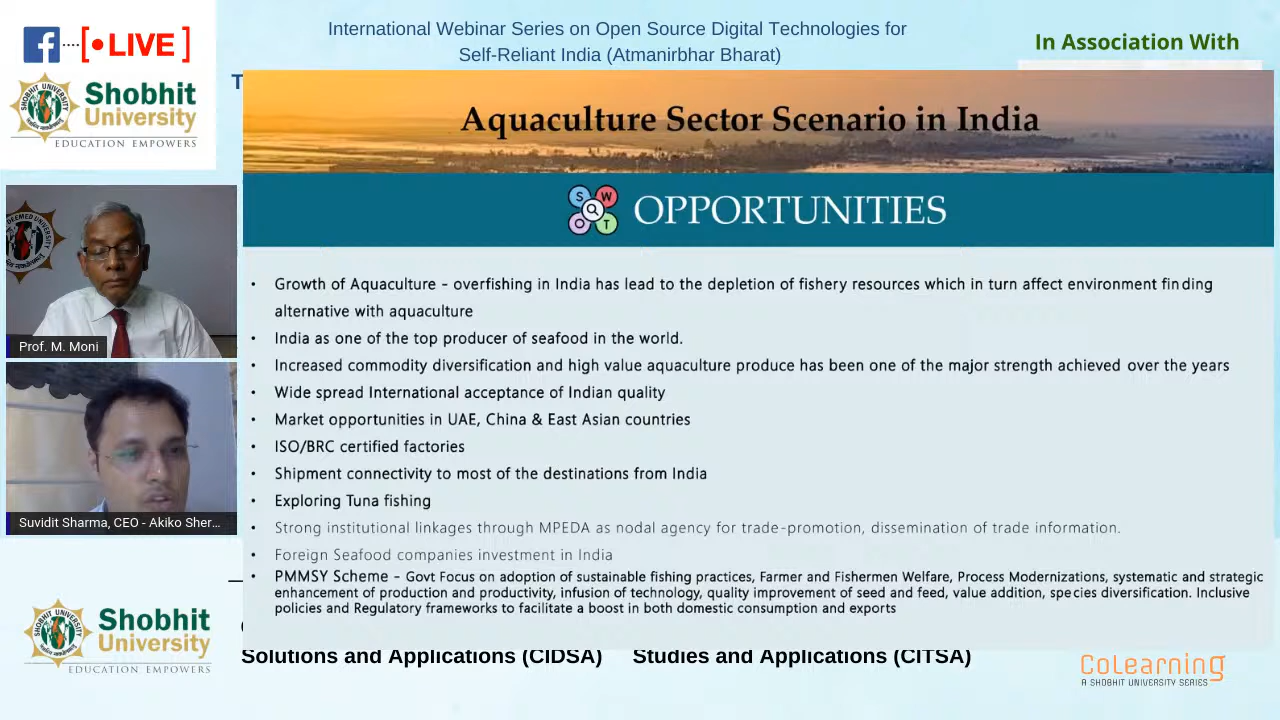 International Webinar Series on Open Source Digital Technologies for
Self-Reliant India (Atmanirbhar Bharat)
LIVE
In Association With
SHOBHIT UNIVERSITY
Shobhit
University
EDUCATION EMPOWERS
T
Aquaculture Sector Scenario in India
S W O T
OPPORTUNITIES
DEEMED UNIVERSITY
Prof. M. Moni
Suvidit Sharma, CEO - Akiko Sher...
• Growth of Aquaculture - overfishing in India has lead to the depletion of fishery resources which in turn affect environment finding
alternative with aquaculture
• India as one of the top producer of seafood in the world.
• Increased commodity diversification and high value aquaculture produce has been one of the major strength achieved over the years
• Wide spread International acceptance of Indian quality
• Market opportunities in UAE, China & East Asian countries
• ISO/BRC certified factories
• Shipment connectivity to most of the destinations from India
• Exploring Tuna fishing
• Strong institutional linkages through MPEDA as nodal agency for trade-promotion, dissemination of trade information.
• Foreign Seafood companies investment in India
• PMMSY Scheme - Govt Focus on adoption of sustainable fishing practices, Farmer and Fishermen Welfare, Process Modernizations, systematic and strategic
enhancement of production and productivity, infusion of technology, quality improvement of seed and feed, value addition, species diversification. Inclusive
policies and Regulatory frameworks to facilitate a boost in both domestic consumption and exports
SHOBHIT UNIVERSITY
Shobhit
University
EDUCATION EMPOWERS
Solutions and Applications (CIDSA) Studies and Applications (CITSA)
CoLearning
A SHOBHIT UNIVERSITY SERIES